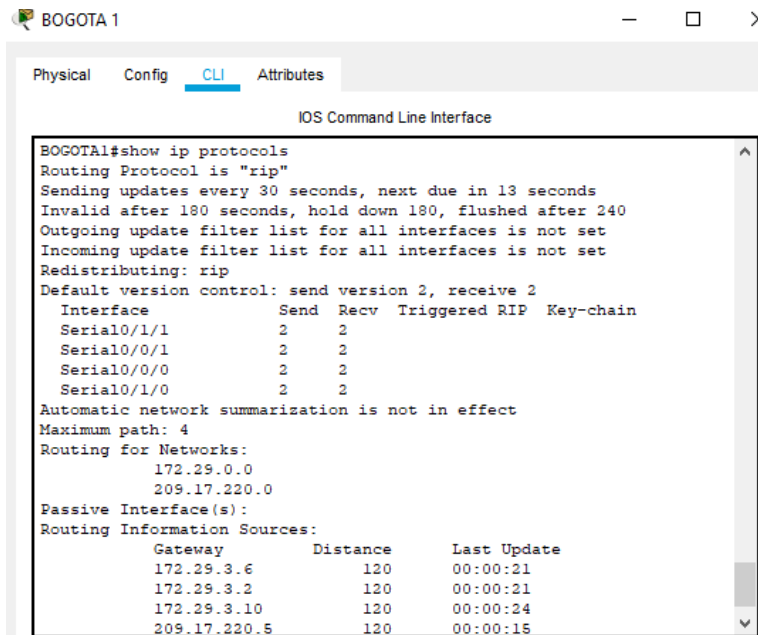 BOGOTA 1
Physical Config CLI Attributes
IOS Command Line Interface
BOGOTA1#show ip protocols
Routing Protocol is "rip"
Sending updates every 30 seconds, next due in 13 seconds
Invalid after 180 seconds, hold down 180, flushed after 240
Outgoing update filter list for all interfaces is not set
Incoming update filter list for all interfaces is not set
Redistributing: rip
Default version control: send version 2, receive 2
Interface Send Recv Triggered RIP Key-chain
Serial0/1/1 2 2
Serial0/0/1 2 2
Serial0/0/0 2 2
Serial0/1/0 2 2
Automatic network summarization is not in effect
Maximum path: 4
Routing for Networks:
172.29.0.0
209.17.220.0
Passive Interface(s):
Routing Information Sources:
Gateway Distance Last Update
172.29.3.6 120 00:00:21
172.29.3.2 120 00:00:21
172.29.3.10 120 00:00:24
209.17.220.5 120 00:00:15